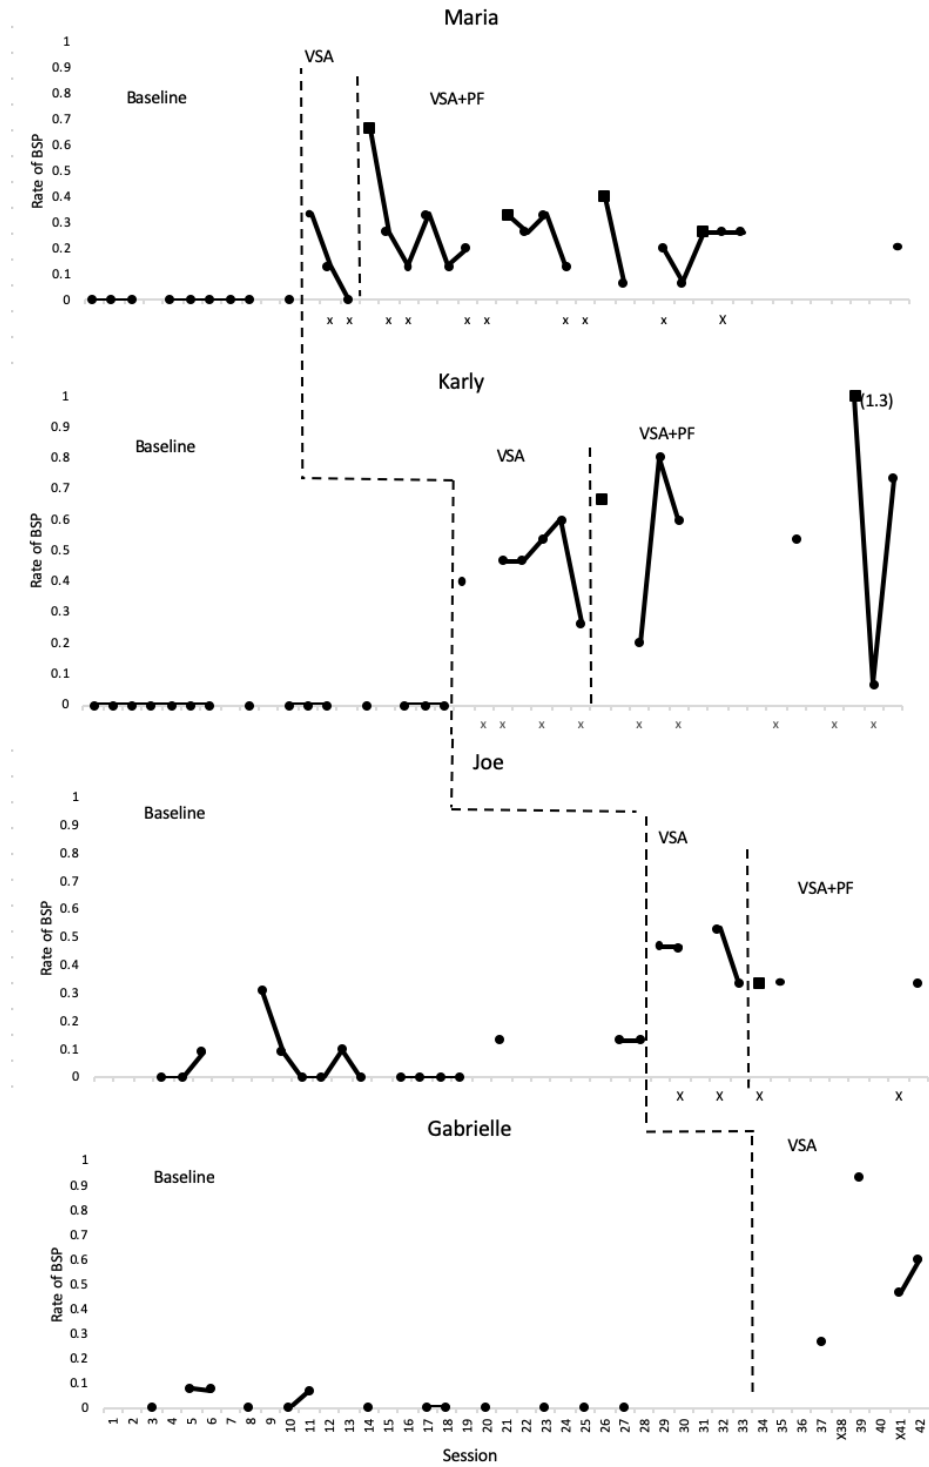 Maria
1
VSA
0.9
Baseline
VSA+PF
0.8
0.7
0.6
0.5
0.4
0.3
0.2
0.1
0
Rate of BSP
x x x x x x x x x X
Karly
1
(1.3)
0.9
Baseline
VSA
VSA+PF
0.8
0.7
0.6
0.5
0.4
0.3
0.2
0.1
0
Rate of BSP
x x x x x x x x x
Joe
1
Baseline
0.9
VSA
0.8
VSA+PF
0.7
0.6
0.5
0.4
0.3
0.2
0.1
0
Rate of BSP
X X X X
Gabrielle
1
Baseline
VSA
0.9
0.8
0.7
0.6
0.5
0.4
0.3
0.2
0.1
0
Rate of BSP
1 2 3 4 5 6 7 8 9 10 11 12 13 14 15 16 17 18 19 20 21 22 23 24 25 26 27 28 29 30 31 32 33 34 35 36 37 X38 39 40 X41 42
Session